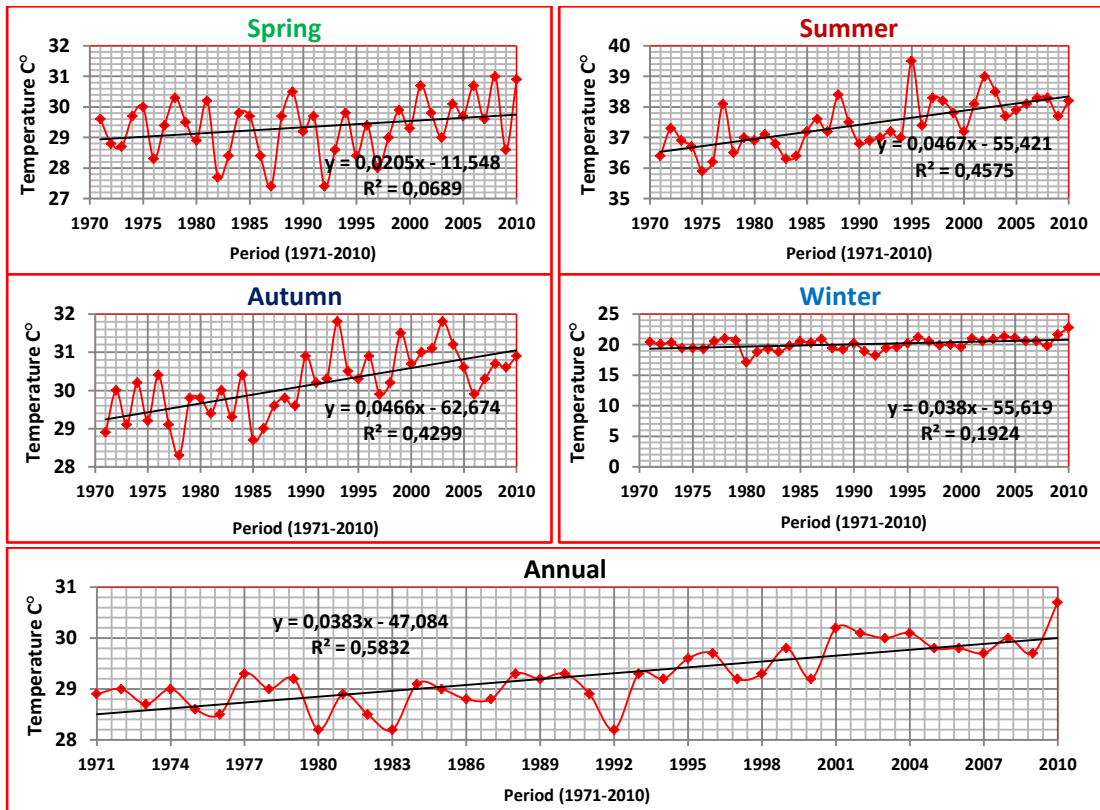 Spring
Temperature C°
32
31
30
29
28
27
y = 0,0205x - 11,548
R² = 0,0689
1970 1975 1980 1985 1990 1995 2000 2005 2010
Period (1971-2010)
Summer
Temperature C°
40
39
38
37
36
35
y = 0,0467x - 55,421
R² = 0,4575
1970 1975 1980 1985 1990 1995 2000 2005 2010
Period (1971-2010)
Autumn
Temperature C°
32
31
30
29
28
y = 0,0466x - 62,674
R² = 0,4299
1970 1975 1980 1985 1990 1995 2000 2005 2010
Period (1971-2010)
Winter
Temperature C°
25
20
15
10
5
0
y = 0,038x - 55,619
R² = 0,1924
1970 1975 1980 1985 1990 1995 2000 2005 2010
Period (1971-2010)
Annual
Temperature C°
31
30
29
28
y = 0,0383x - 47,084
R² = 0,5832
1971 1974 1977 1980 1983 1986 1989 1992 1995 1998 2001 2004 2007 2010
Period (1971-2010)